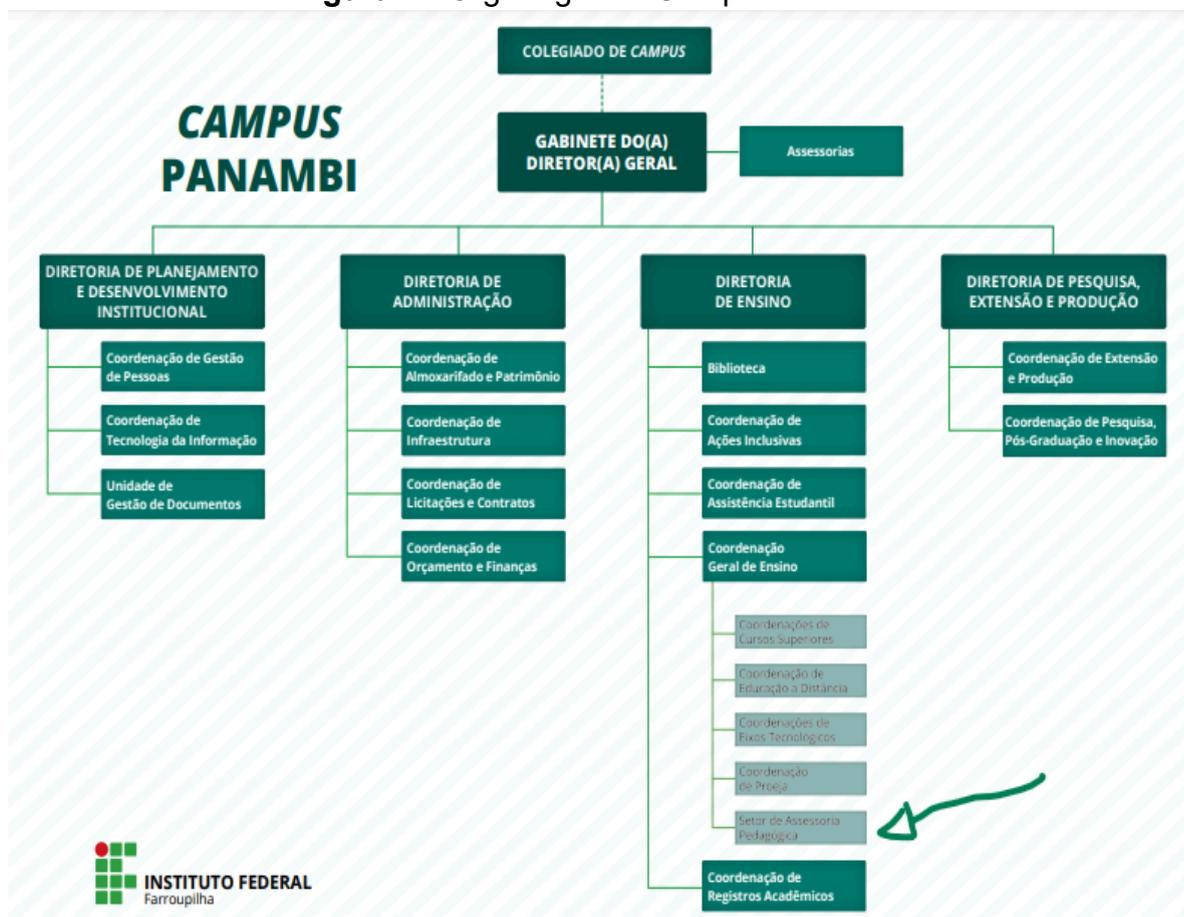 COLEGIADO DE CAMPUS
CAMPUS
PANAMBI
GABINETE DO(A)
DIRETOR(A) GERAL
Assessorias
DIRETORIA DE PLANEJAMENTO
E DESENVOLVIMENTO
INSTITUCIONAL
Coordenação de Gestão
de Pessoas
Coordenação de
Tecnologia da Informação
Unidade de
Gestão de Documentos
DIRETORIA DE
ADMINISTRAÇÃO
Coordenação de
Almoxarifado e Patrimônio
Coordenação de
Infraestrutura
Coordenação de
Licitações e Contratos
Coordenação de
Orçamento e Finanças
DIRETORIA
DE ENSINO
Biblioteca
Coordenação de
Ações Inclusivas
Coordenação de
Assistência Estudantil
Coordenação
Geral de Ensino
Coordenações de
Cursos Superiores
Coordenação de
Educação a Distância
Coordenações de
Eixos Tecnológicos
Coordenação
de Proeja
Setor de Assessoria
Pedagógica
Coordenação de
Registros Acadêmicos
DIRETORIA DE PESQUISA,
EXTENSÃO E PRODUÇÃO
Coordenação de Extensão
e Produção
Coordenação de Pesquisa,
Pós-Graduação e Inovação
INSTITUTO FEDERAL
Farroupilha